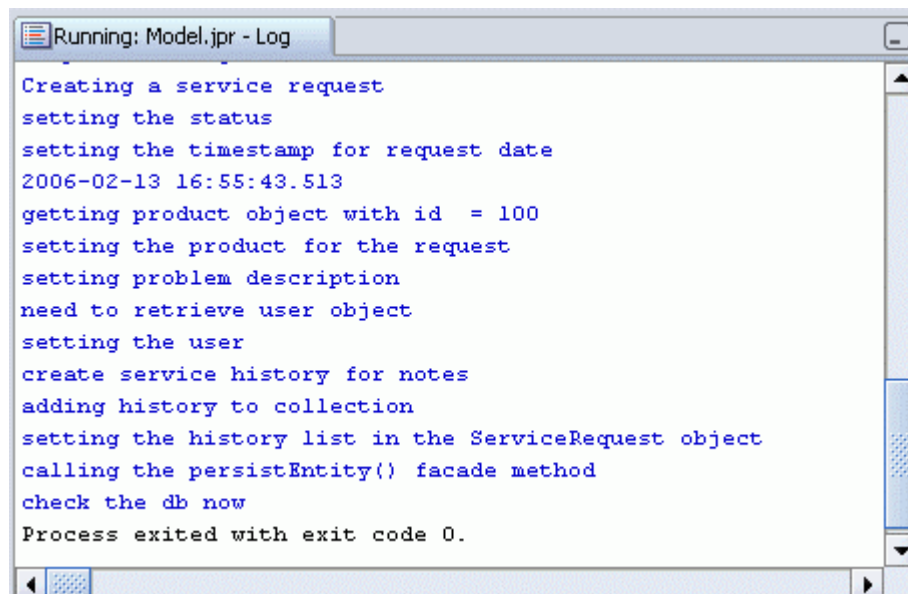 Running: Model.jpr - Log
Creating a service request
setting the status
setting the timestamp for request date
2006-02-13 16:55:43.513
getting product object with id  = 100
setting the product for the request
setting problem description
need to retrieve user object
setting the user
create service history for notes
adding history to collection
setting the history list in the ServiceRequest object
calling the persistEntity() facade method
check the db now
Process exited with exit code 0.